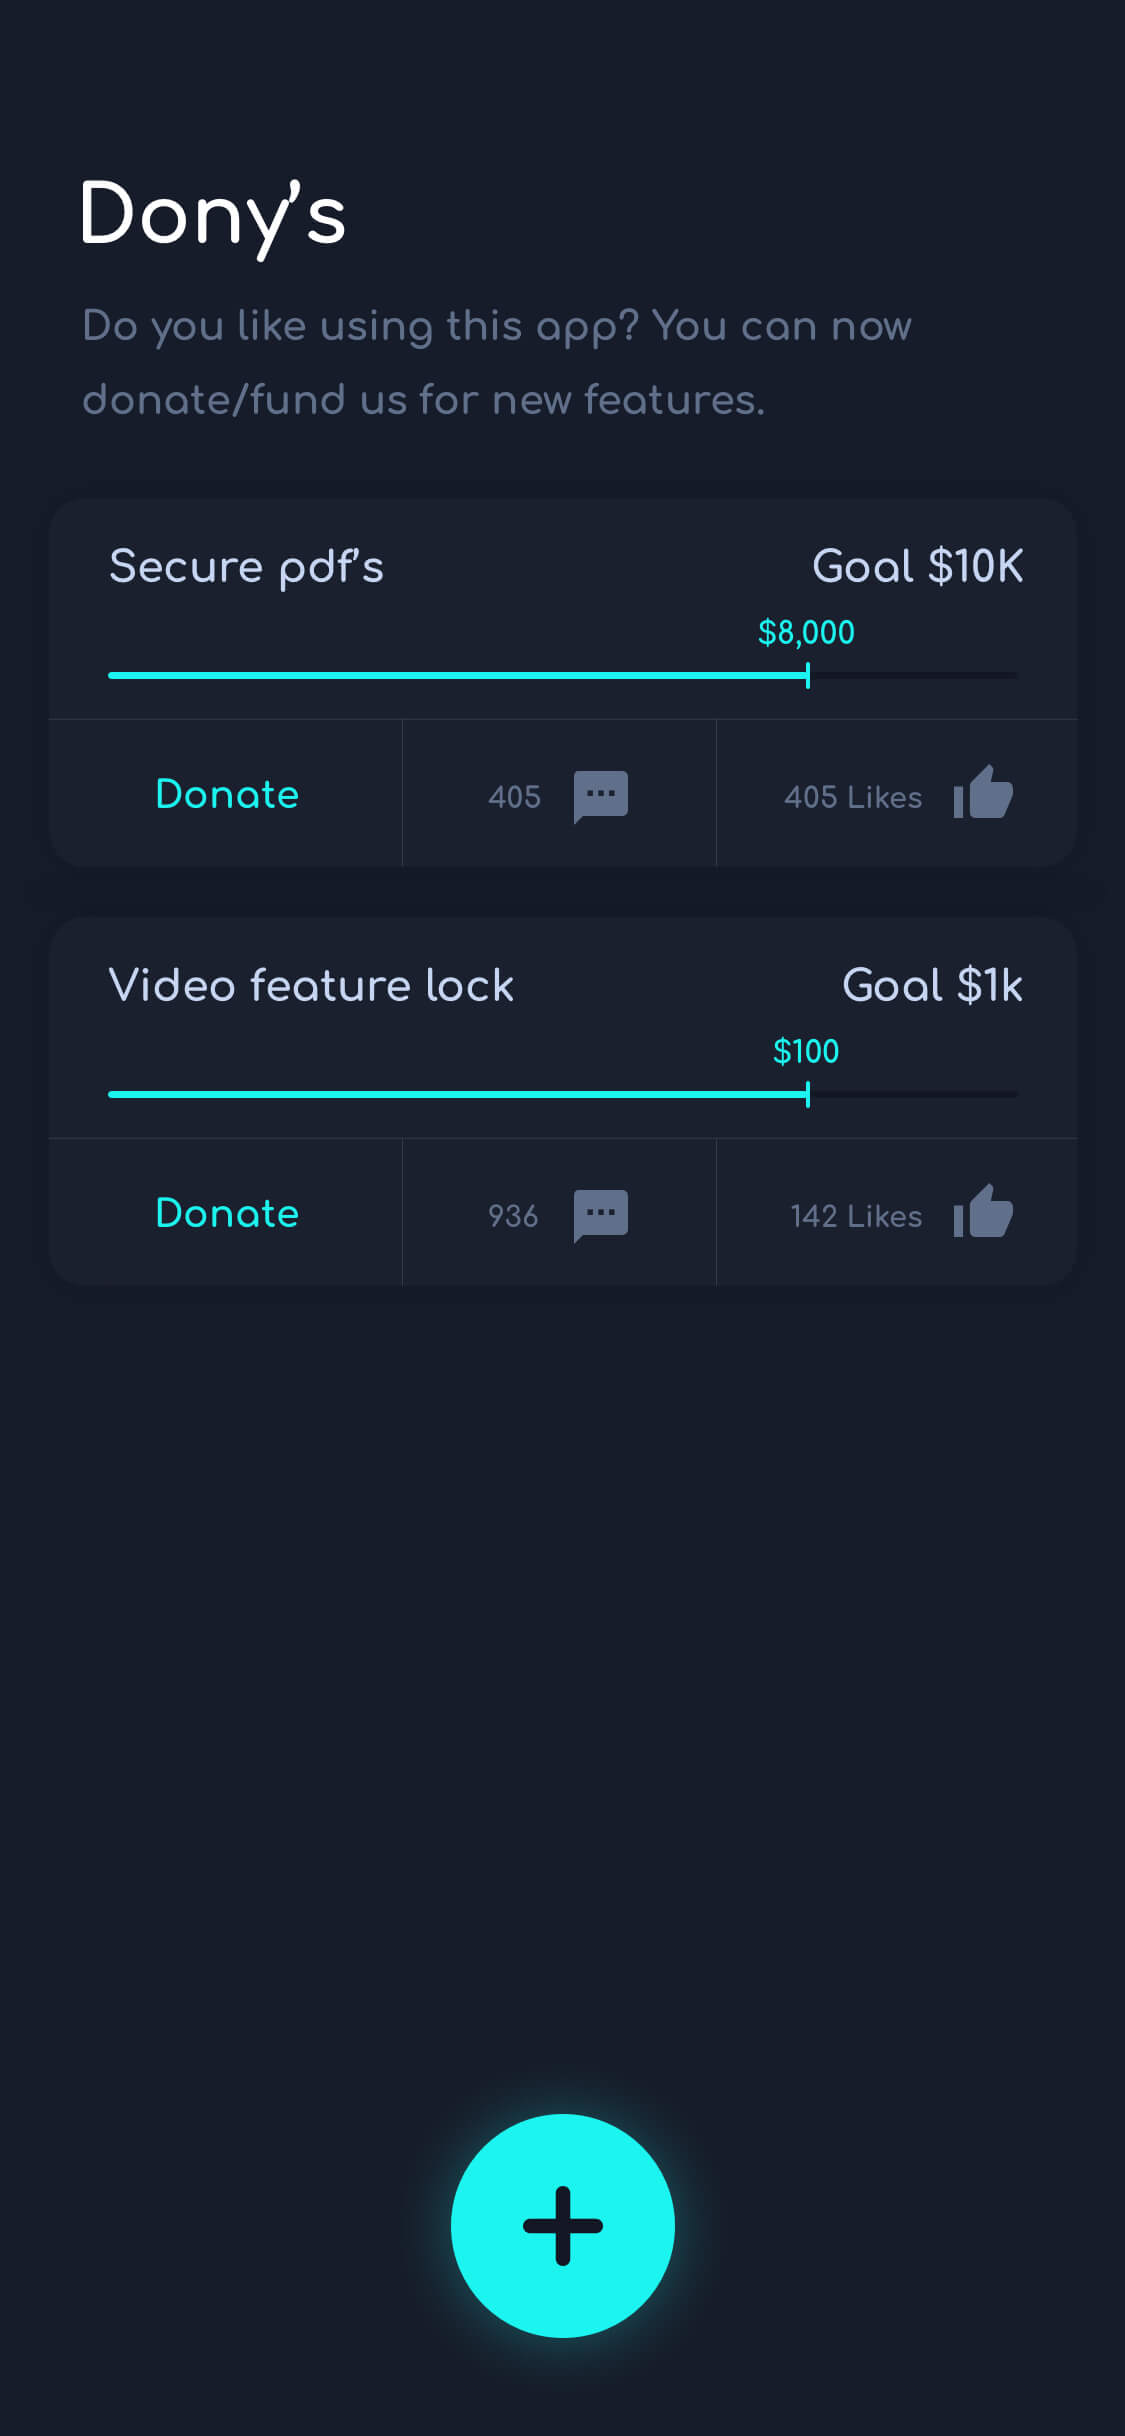 Dony’s
Do you like using this app? You can now
donate/fund us for new features.
Secure pdf’s
Goal $10K
$8,000
Donate
405
405 Likes
Video feature lock
Goal $1k
$100
Donate
936
142 Likes